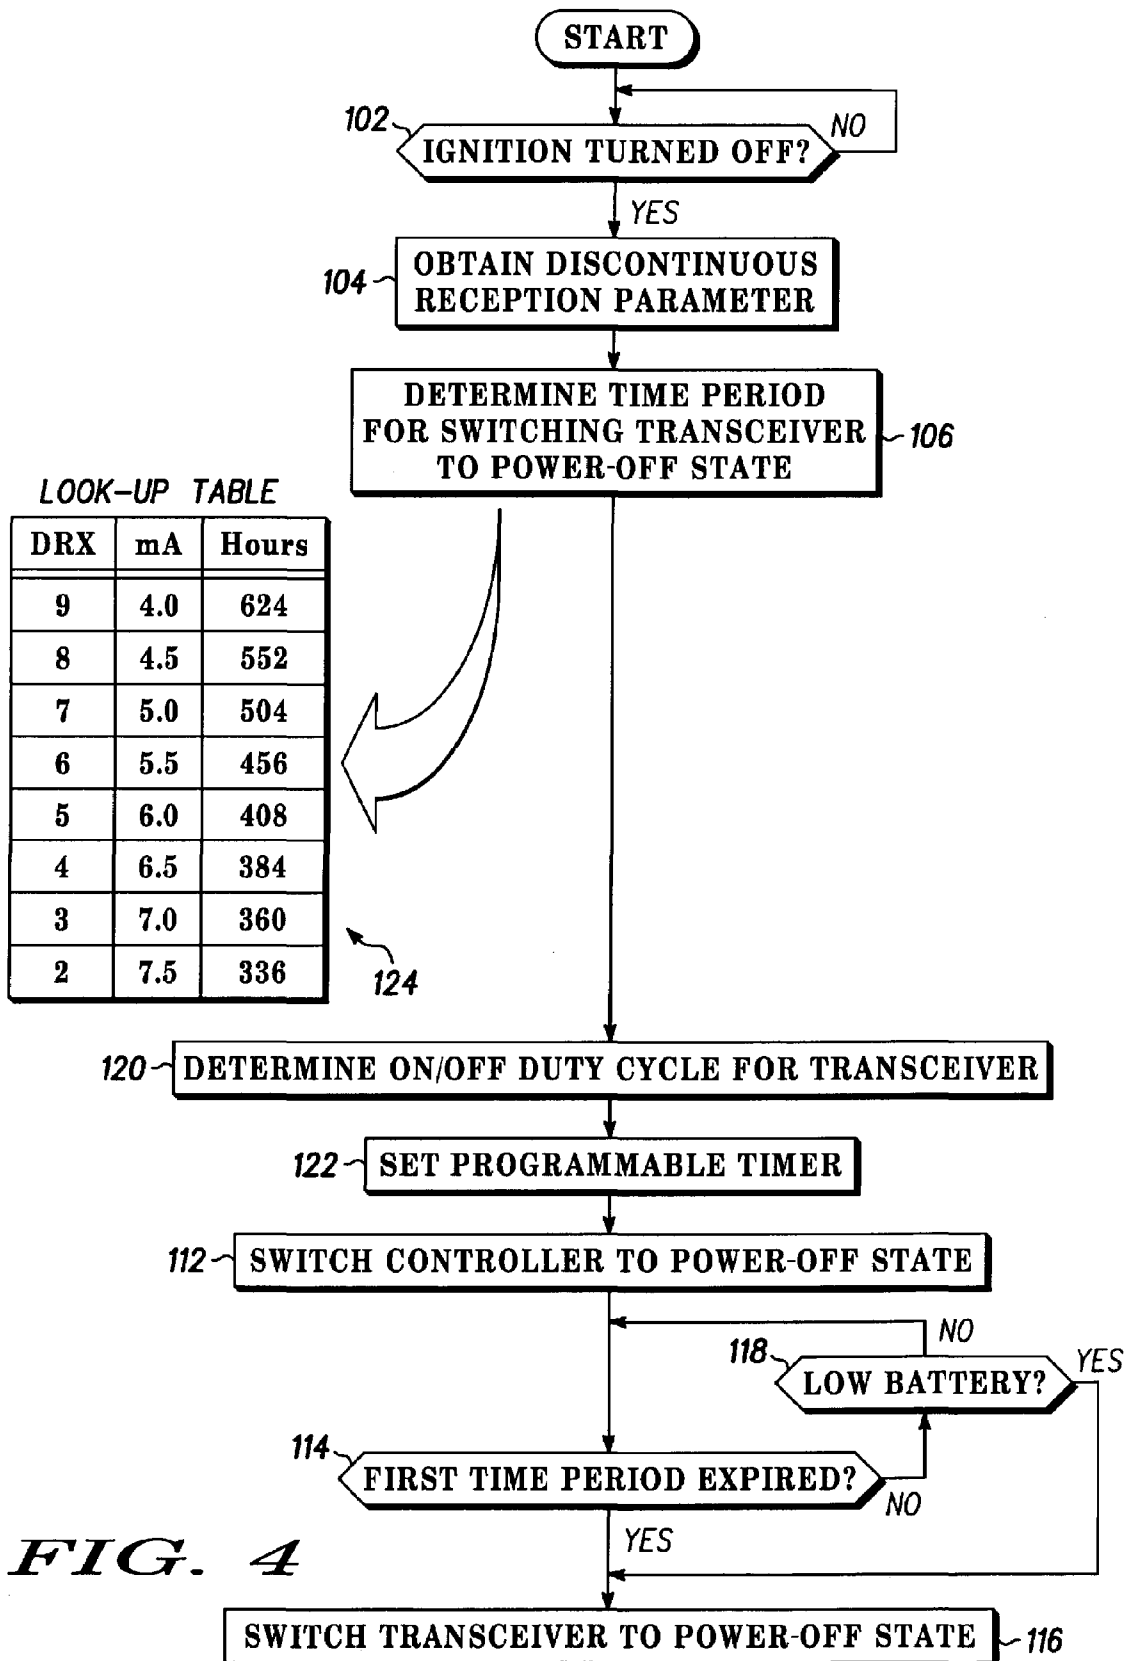 START
102
IGNITION TURNED OFF?
NO
YES
104
OBTAIN DISCONTINUOUS
RECEPTION PARAMETER
DETERMINE TIME PERIOD
FOR SWITCHING TRANSCEIVER
TO POWER-OFF STATE
106
LOOK-UP TABLE
DRX mA Hours
9 4.0 624
8 4.5 552
7 5.0 504
6 5.5 456
5 6.0 408
4 6.5 384
3 7.0 360
2 7.5 336
124
120
DETERMINE ON/OFF DUTY CYCLE FOR TRANSCEIVER
122
SET PROGRAMMABLE TIMER
112
SWITCH CONTROLLER TO POWER-OFF STATE
NO
118
LOW BATTERY?
YES
114
FIRST TIME PERIOD EXPIRED?
NO
YES
FIG. 4
SWITCH TRANSCEIVER TO POWER-OFF STATE
116